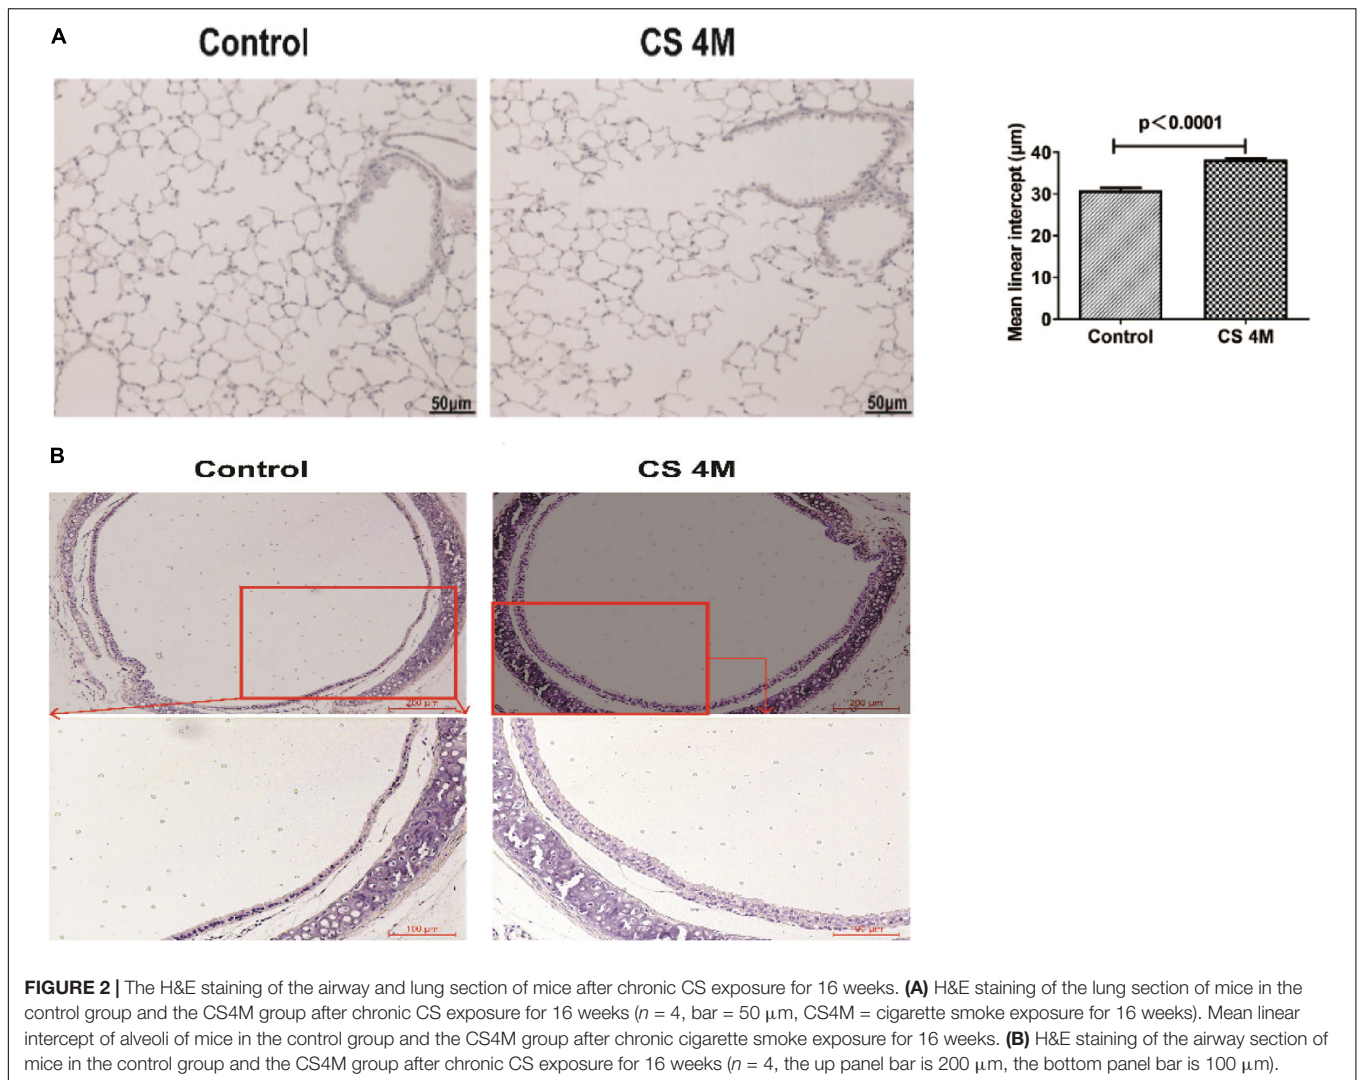 A
Control
CS 4M
50μm
50μm
p<0.0001
Mean linear intercept (μm)
40
30
20
10
0
Control
CS 4M
B
Control
CS 4M
200 μm
200 μm
100 μm
FIGURE 2 | The H&E staining of the airway and lung section of mice after chronic CS exposure for 16 weeks. (A) H&E staining of the lung section of mice in the
control group and the CS4M group after chronic CS exposure for 16 weeks (n = 4, bar = 50 μm, CS4M = cigarette smoke exposure for 16 weeks). Mean linear
intercept of alveoli of mice in the control group and the CS4M group after chronic cigarette smoke exposure for 16 weeks. (B) H&E staining of the airway section of
mice in the control group and the CS4M group after chronic CS exposure for 16 weeks (n = 4, the up panel bar is 200 μm, the bottom panel bar is 100 μm).